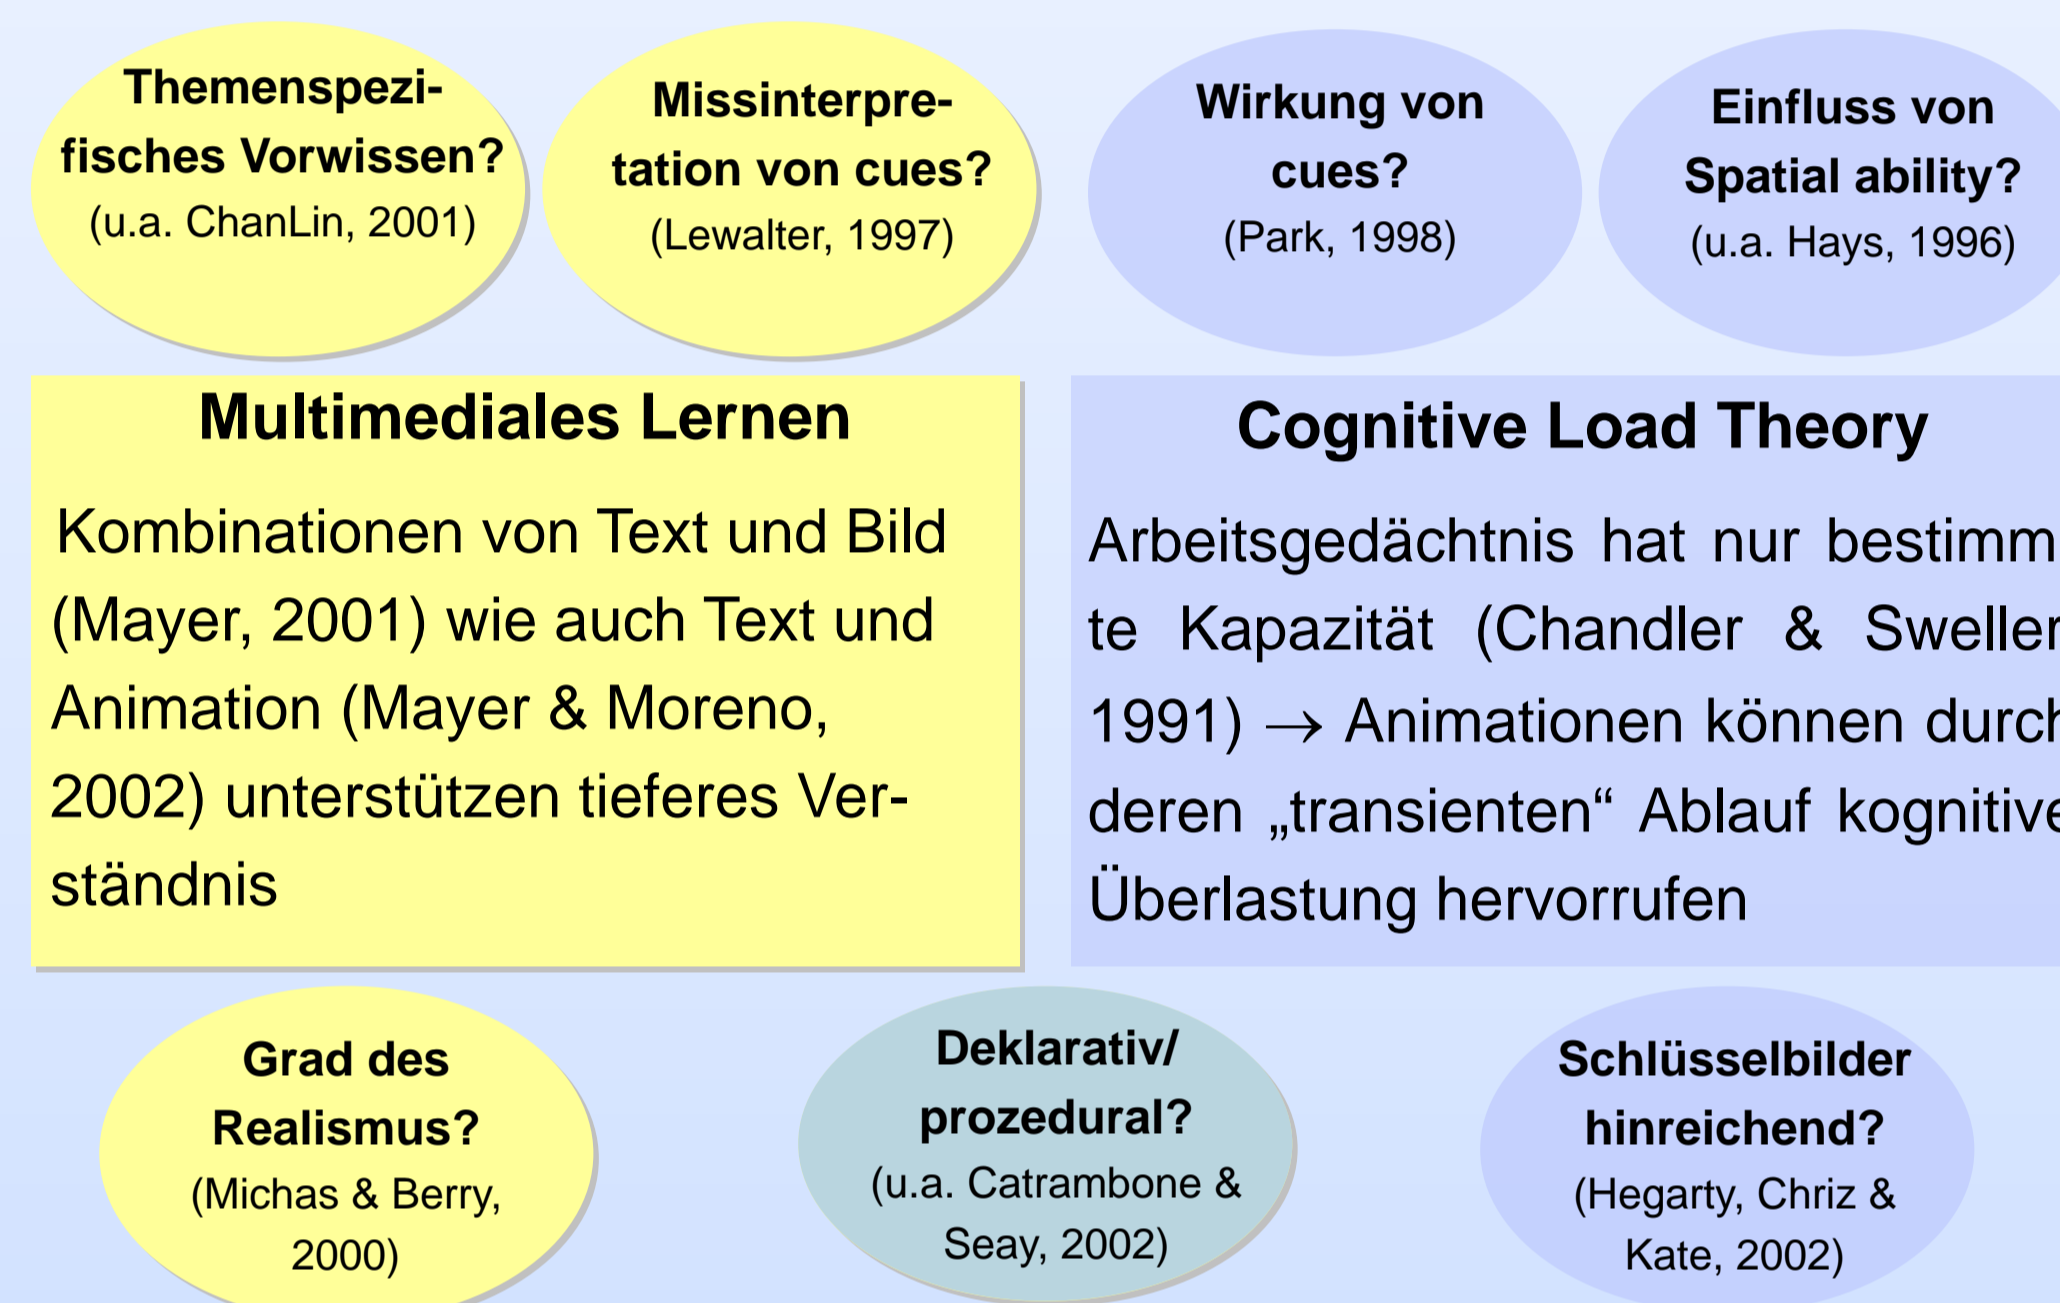 Themenspezi-
fisches Vorwissen?
(u.a. ChanLin, 2001)
Missinterpre-
tation von cues?
(Lewalter, 1997)
Wirkung von
cues?
(Park, 1998)
Einfluss von
Spatial ability?
(u.a. Hays, 1996)
Multimediales Lernen
Kombinationen von Text und Bild
(Mayer, 2001) wie auch Text und
Animation (Mayer & Moreno,
2002) unterstützen tieferes Ver-
ständnis
Cognitive Load Theory
Arbeitsgedächtnis hat nur bestimm
te Kapazität (Chandler & Sweller
1991) → Animationen können durch
deren „transienten“ Ablauf kognitive
Überlastung hervorrufen
Grad des
Realismus?
(Michas & Berry,
2000)
Deklarativ/
prozedural?
(u.a. Catrambone &
Seay, 2002)
Schlüsselbilder
hinreichend?
(Hegarty, Chriz &
Kate, 2002)